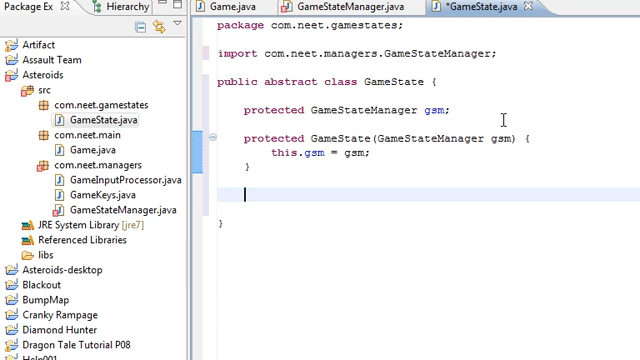 Package Ex
Hierarchy
Artifact
Assault Team
Asteroids
src
com.neet.gamestates
GameState.java
com.neet.main
Game.java
com.neet.managers
GameInputProcessor.java
GameKeys.java
GameStateManager.java
JRE System Library [jre7]
Referenced Libraries
libs
Asteroids-desktop
Blackout
BumpMap
Cranky Rampage
Diamond Hunter
Dragon Tale Tutorial P08
Help001
Game.java
GameStateManager.java
*GameState.java
package com.neet.gamestates;
import com.neet.managers.GameStateManager;
public abstract class GameState {
protected GameStateManager gsm;
protected GameState(GameStateManager gsm) {
this.gsm = gsm;
}
}